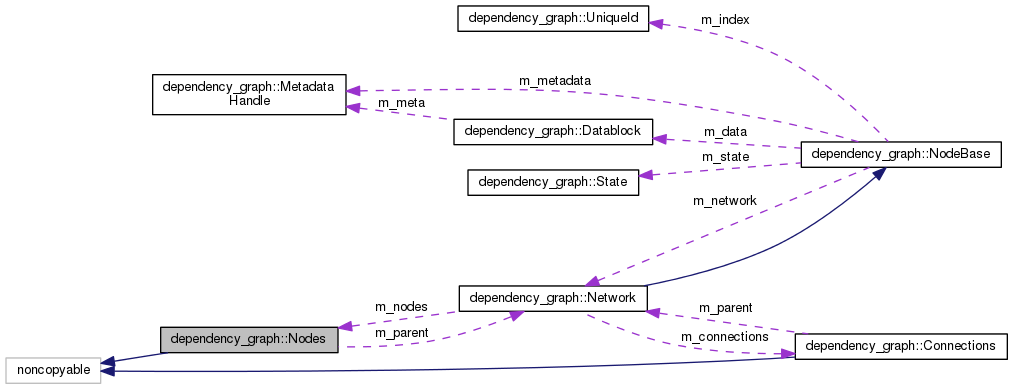 dependency_graph::UniqueId
m_index
dependency_graph::Metadata
Handle
m_metadata
m_meta
dependency_graph::Datablock
m_data
dependency_graph::NodeBase
m_state
dependency_graph::State
m_network
dependency_graph::Network
m_nodes
m_parent
dependency_graph::Nodes
m_parent
m_connections
dependency_graph::Connections
noncopyable